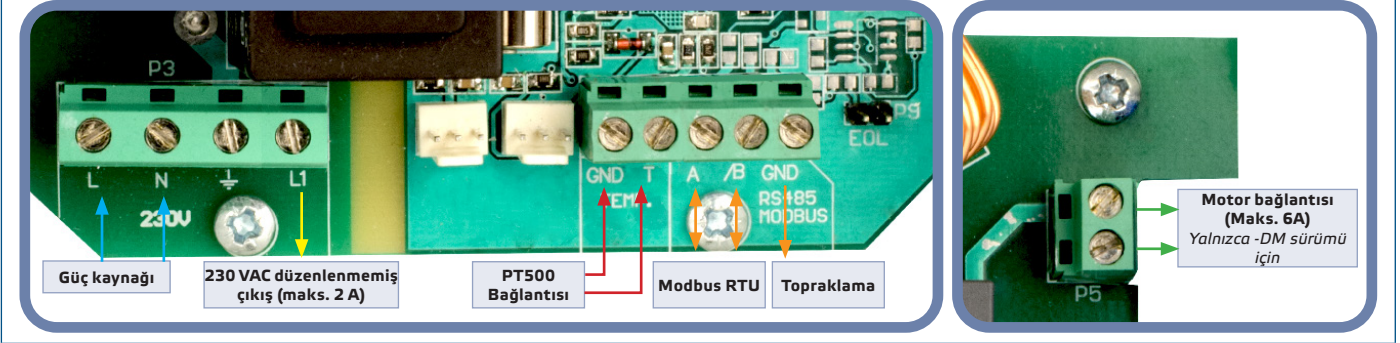 P3
L N L1
230V
GND T A /B GND
TEM.
RS485
MODBUS
P9
EOL
P5
Güç kaynağı
230 VAC düzenlenmemiş
çıkış (maks. 2 A)
PT500
Bağlantısı
Modbus RTU
Topraklama
Motor bağlantısı
(Maks. 6A)
Yalnızca -DM sürümü
için